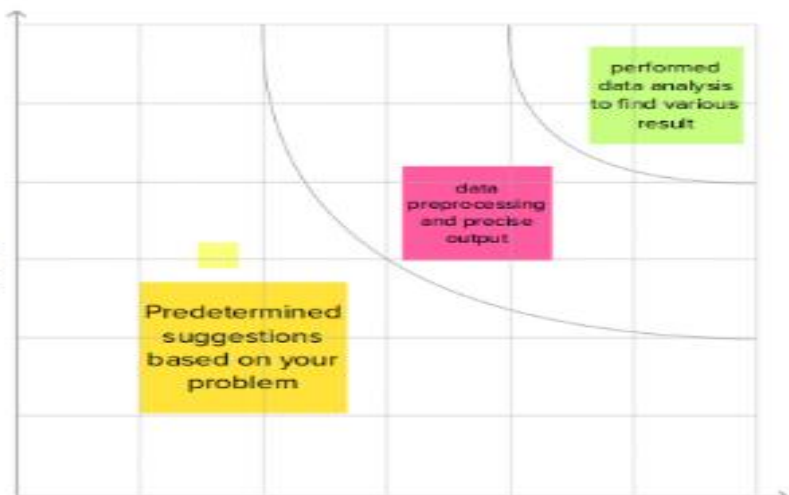 performed
data analysis
to find various
result
data
preprocessing
and precise
output
Predetermined
suggestions
based on your
problem